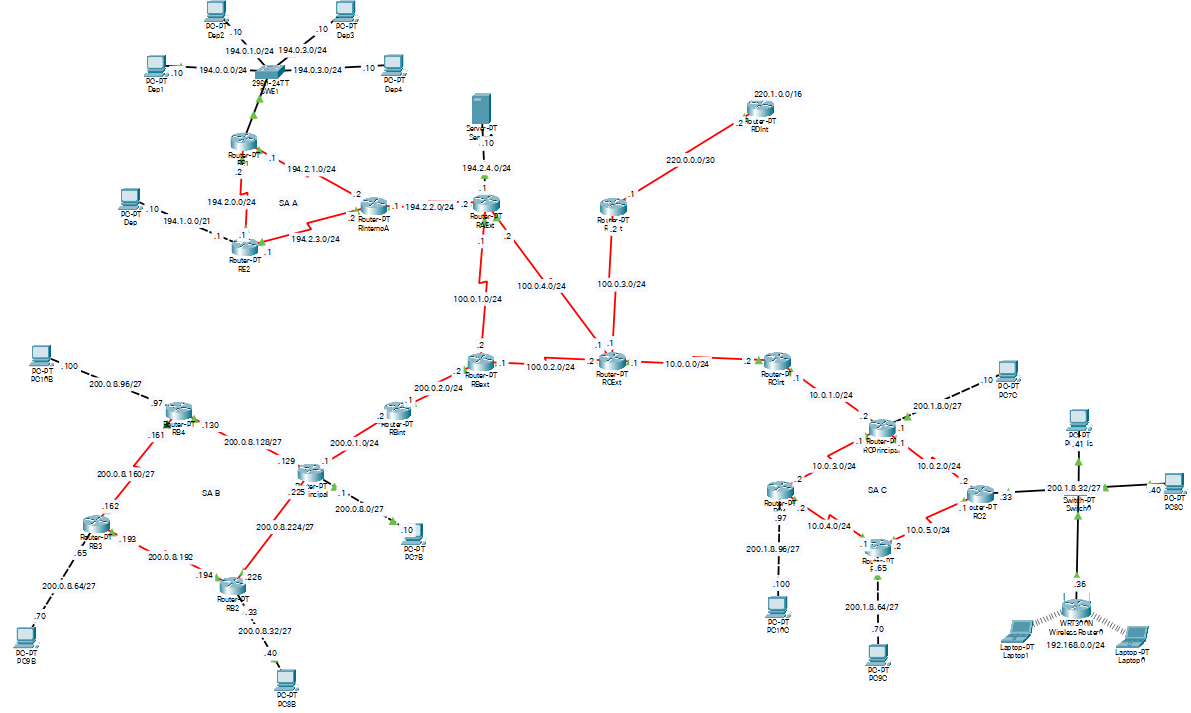 PC-PT
Dep2
.10
PC-PT
Dep3
.10
194.0.1.0/24
194.0.3.0/24
PC-PT
Dep1
.10
194.0.0.0/24
194.0.3.0/24
.10
PC-PT
Dep4
2960-24TT
SWE1
220.1.0.0/16
Router-PT
RDInt
.2
220.0.0.0/30
.1
Server-PT
.10
194.2.4.0/24
.1
Router-PT
.1
.2
194.2.1.0/24
.2
194.2.0.0/24
SA A
PC-PT
Dep
.10
194.1.0.0/21
.1
.1
.1
Router-PT
RE2
194.2.3.0/24
.2
.1
Router-PT
RInternoA
194.2.2.0/24
.2
Router-PT
RAExt
.1
.2
.2
100.0.1.0/24
100.0.4.0/24
100.0.3.0/24
.2
.1
.1
Router-PT
RBext
.1
100.0.2.0/24
.2
Router-PT
RCExt
.1
10.0.0.0/24
.2
Router-PT
RCInt
.1
10.0.1.0/24
.2
.2
200.0.2.0/24
.1
.2
200.0.1.0/24
.1
PC-PT
PC10B
.100
200.0.8.96/27
.97
Router-PT
RB4
.130
.161
200.0.8.128/27
.129
200.0.8.160/27
SA B
.225
.1
200.0.8.0/27
.10
PC-PT
PC7B
.162
Router-PT
RB3
.193
.65
200.0.8.192
.194
200.0.8.224/27
.226
Router-PT
RB2
.33
200.0.8.32/27
.40
PC-PT
PC8B
200.0.8.64/27
.70
PC-PT
PC9B
PC-PT
PC7C
.10
200.1.8.0/27
.1
.1
.1
Router-PT
RCPrincipal
10.0.3.0/24
10.0.2.0/24
.2
.2
SA C
.33
RC2
.1
200.1.8.32/27
.41
Switch-PT
Switch0
.40
PC-PT
PC8C
.2
10.0.4.0/24
.1
.2
10.0.5.0/24
.97
200.1.8.96/27
.100
PC-PT
PC10C
.65
200.1.8.64/27
.70
PC-PT
PC9C
.36
WRT300N
Wireless Router0
192.168.0.0/24
Laptop-PT
Laptop1
Laptop-PT
Laptop0